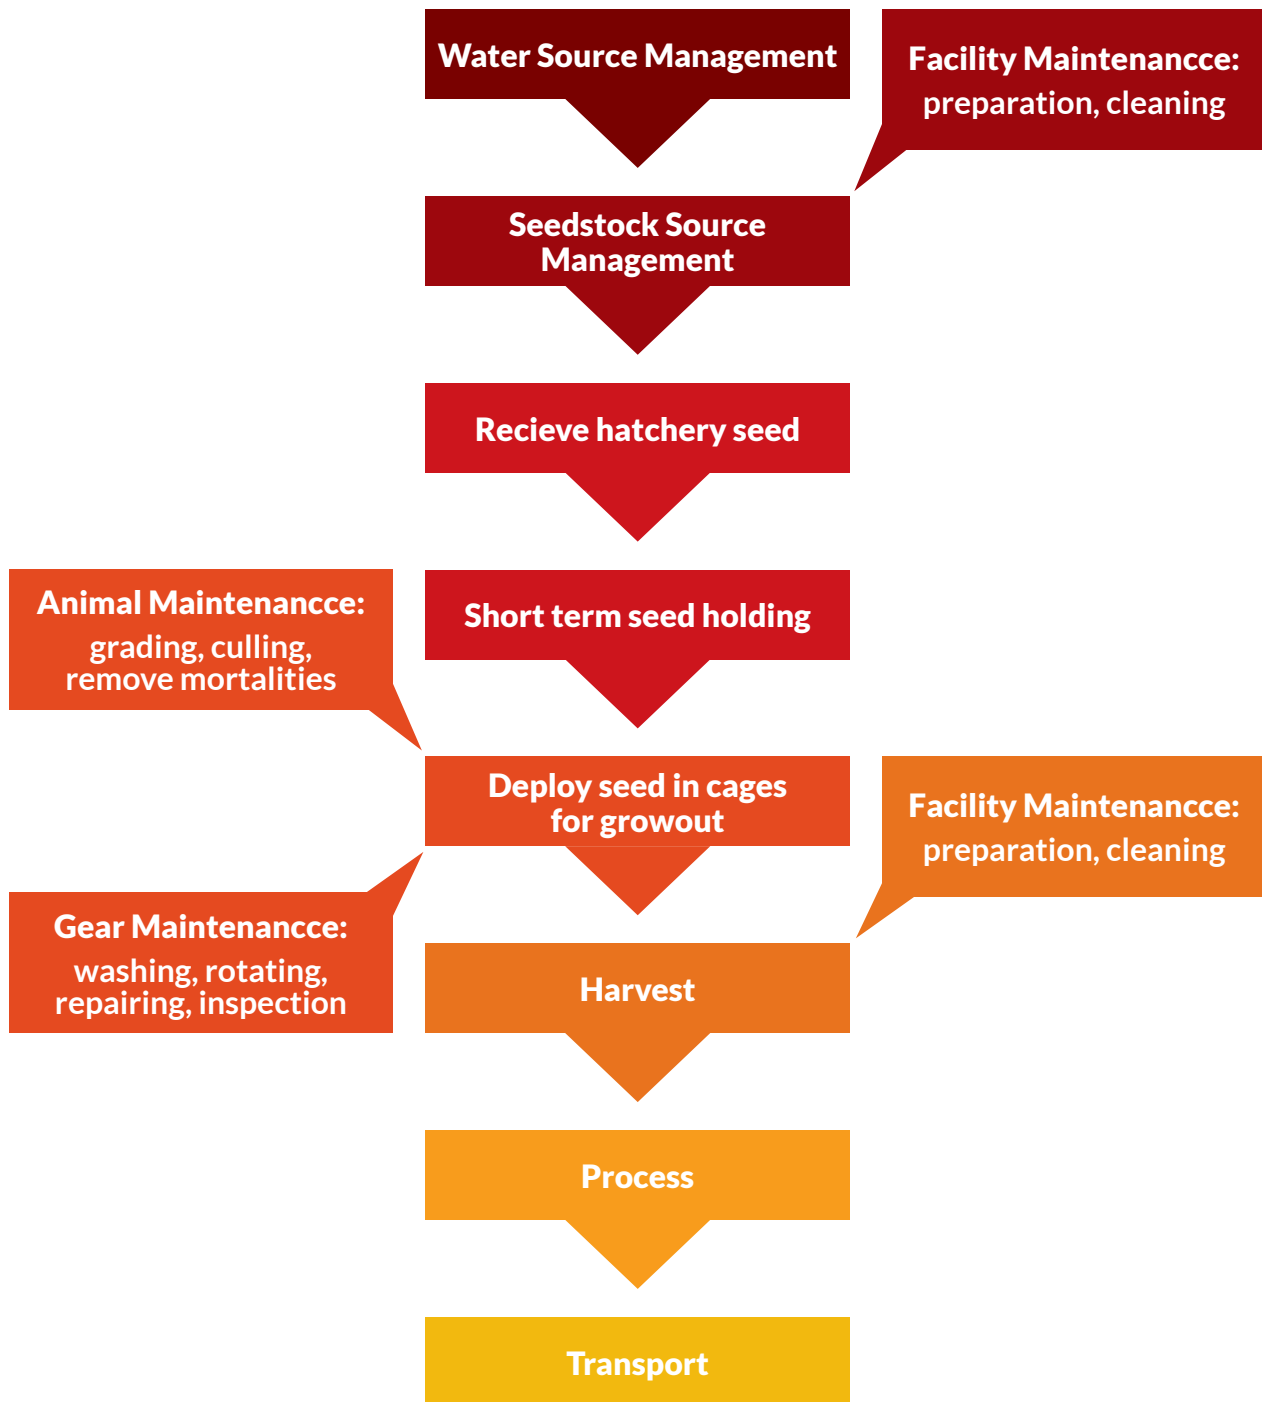 Water Source Management
Facility Maintenancce:
preparation, cleaning
Seedstock Source
Management
Recieve hatchery seed
Short term seed holding
Animal Maintenancce:
grading, culling,
remove mortalities
Deploy seed in cages
for growout
Facility Maintenancce:
preparation, cleaning
Gear Maintenancce:
washing, rotating,
repairing, inspection
Harvest
Process
Transport